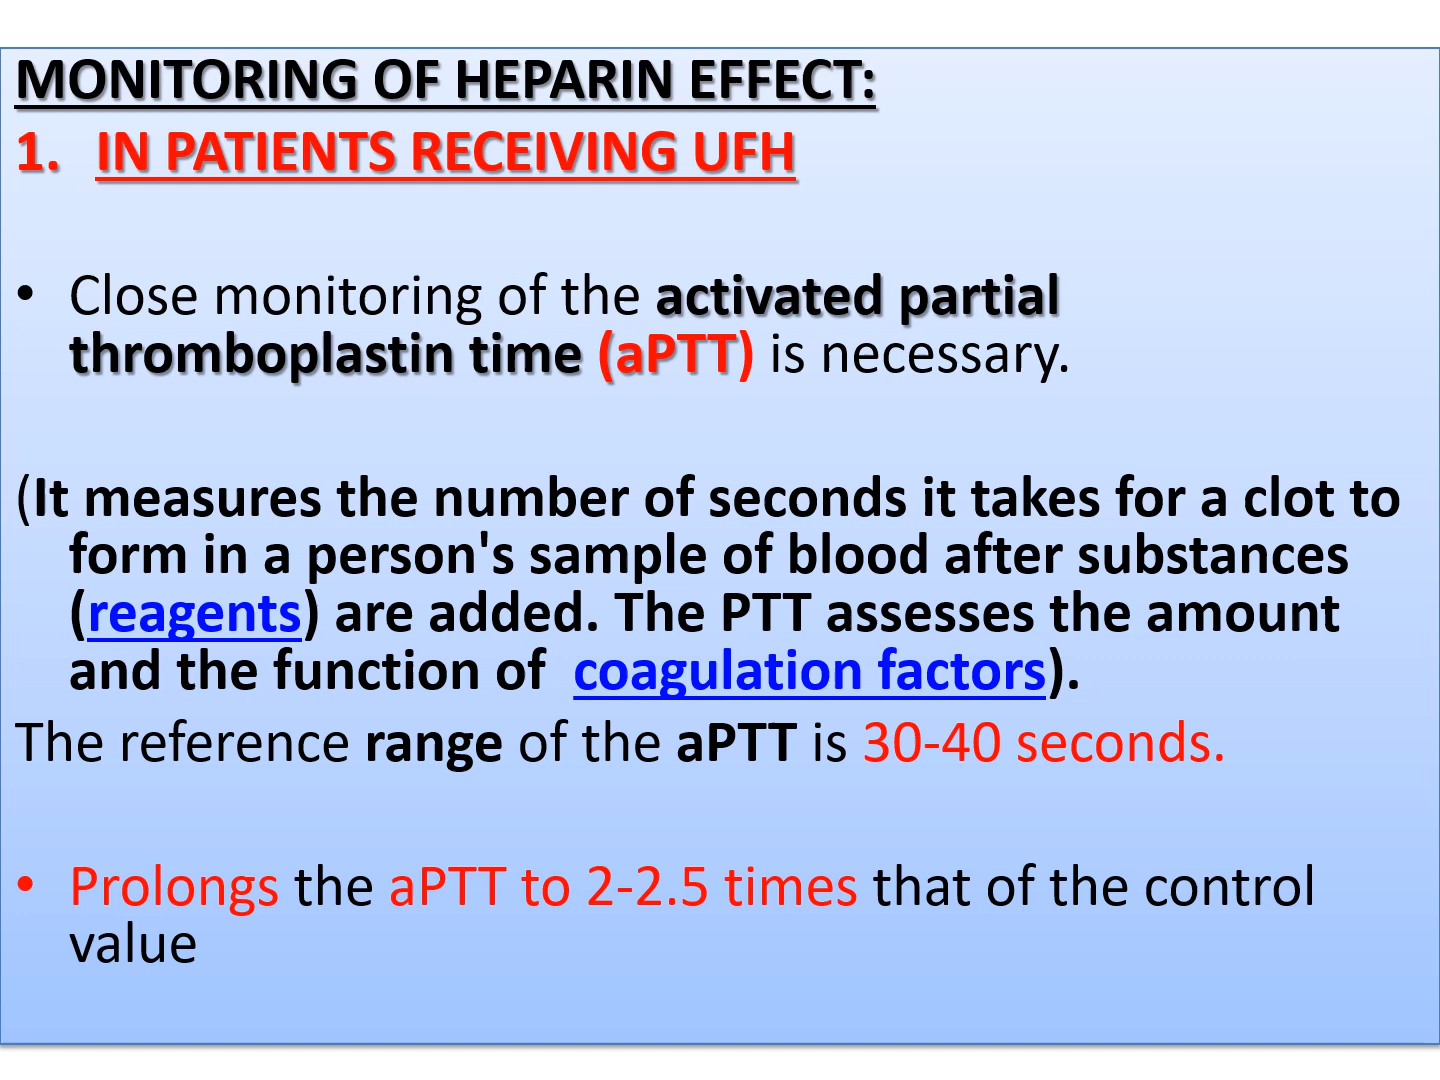 MONITORING OF HEPARIN EFFECT:
1. IN PATIENTS RECEIVING UFH
• Close monitoring of the activated partial
thromboplastin time (aPTT) is necessary.
(It measures the number of seconds it takes for a clot to
form in a person's sample of blood after substances
(reagents) are added. The PTT assesses the amount
and the function of coagulation factors).
The reference range of the aPTT is 30-40 seconds.
• Prolongs the aPTT to 2-2.5 times that of the control
value